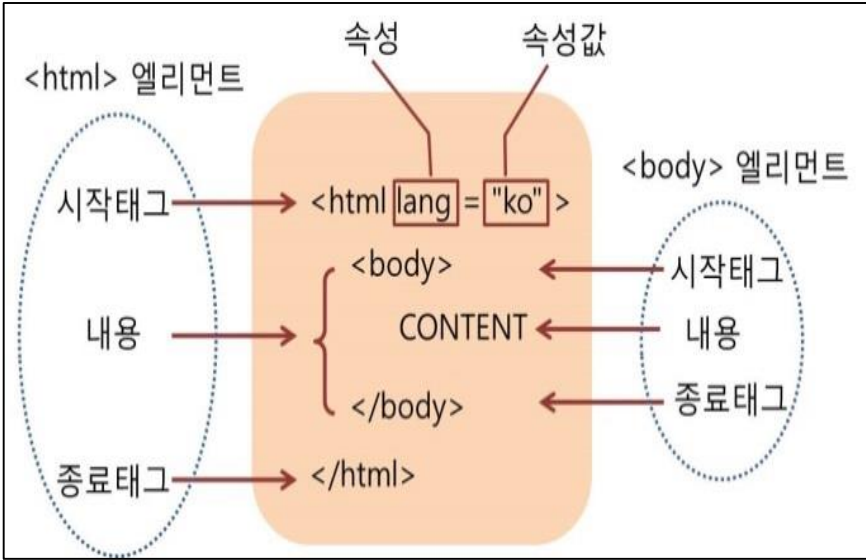 속성 속성값
<html> 엘리먼트
<body> 엘리먼트
시작태그 <html lang = "ko" >
<body> 시작태그
내용 CONTENT 내용
</body> 종료태그
종료태그 </html>